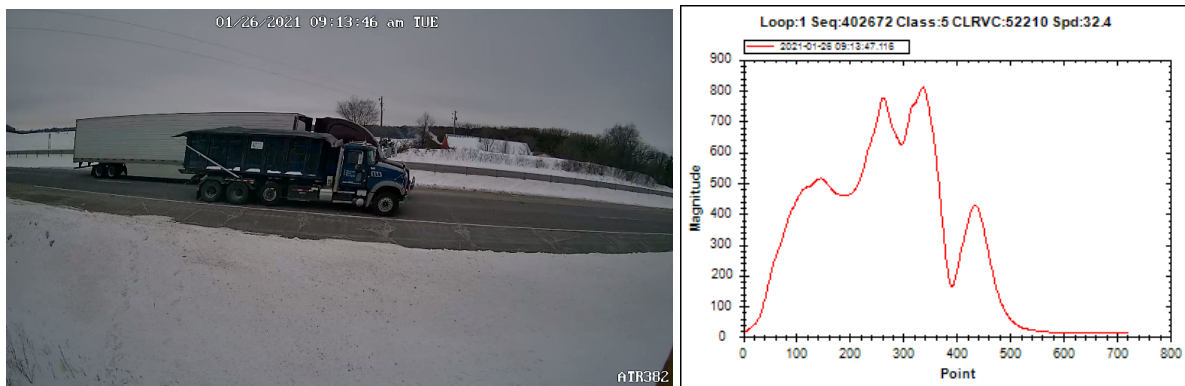 01/26/2021 09:13:46 am TUE
ATR382
Loop:1 Seq:402672 Class:5 CLRVC:52210 Spd:32.4
2021-01-26 09:13:47.116
Magnitude
900
800
700
600
500
400
300
200
100
0
0 100 200 300 400 500 600 700 800
Point